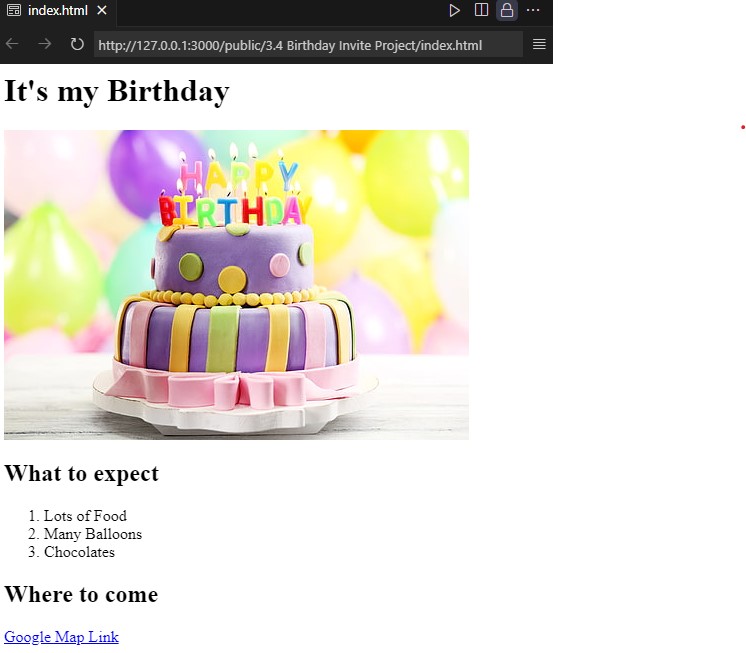 index.html
http://127.0.0.1:3000/public/3.4 Birthday Invite Project/index.html
It's my Birthday
HAPPY
BIRTHDAY
What to expect
1. Lots of Food
2. Many Balloons
3. Chocolates
Where to come
Google Map Link